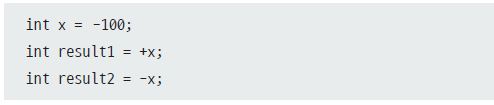 int x = -100;
int result1 = +x;
int result2 = -x;